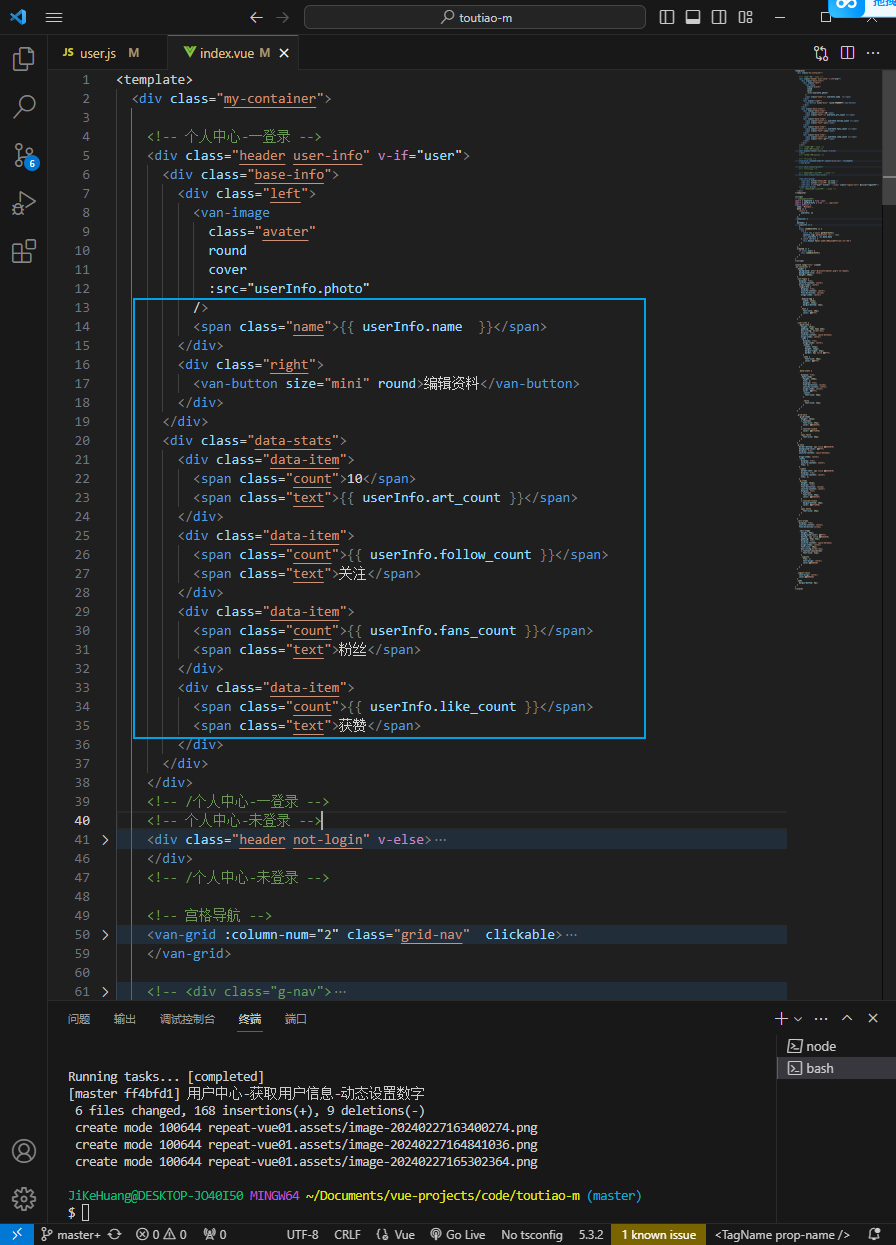 toutiao-m
拖拽
JS user.js M
index.vue M
1 <template>
2 <div class="my-container">
3
4 <!-- 个人中心-一登录 -->
5 <div class="header user-info" v-if="user">
6 <div class="base-info">
7 <div class="left">
8 <van-image
9 class="avater"
10 round
11 cover
12 :src="userInfo.photo"
13 />
14 <span class="name">{{ userInfo.name  }}</span>
15 </div>
16 <div class="right">
17 <van-button size="mini" round>编辑资料</van-button>
18 </div>
19 </div>
20 <div class="data-stats">
21 <div class="data-item">
22 <span class="count">10</span>
23 <span class="text">{{ userInfo.art_count }}</span>
24 </div>
25 <div class="data-item">
26 <span class="count">{{ userInfo.follow_count }}</span>
27 <span class="text">关注</span>
28 </div>
29 <div class="data-item">
30 <span class="count">{{ userInfo.fans_count }}</span>
31 <span class="text">粉丝</span>
32 </div>
33 <div class="data-item">
34 <span class="count">{{ userInfo.like_count }}</span>
35 <span class="text">获赞</span>
36 </div>
37 </div>
38 </div>
39 <!-- /个人中心-一登录 -->
40 <!-- 个人中心-未登录 -->
41 <div class="header not-login" v-else>…
46 </div>
47 <!-- /个人中心-未登录 -->
48
49 <!-- 宫格导航 -->
50 <van-grid :column-num="2" class="grid-nav"  clickable>…
59 </van-grid>
60
61 <!-- <div class="g-nav">…
6
问题 输出 调试控制台 终端 端口
node
bash
Running tasks... [completed]
[master ff4bfd1] 用户中心-获取用户信息-动态设置数字
6 files changed, 168 insertions(+), 9 deletions(-)
create mode 100644 repeat-vue01.assets/image-20240227163400274.png
create mode 100644 repeat-vue01.assets/image-20240227164841036.png
create mode 100644 repeat-vue01.assets/image-20240227165302364.png
JiKeHuang@DESKTOP-JO40I50 MINGW64 ~/Documents/vue-projects/code/toutiao-m (master)
$
master+ 0 0 0 UTF-8 CRLF Vue Go Live No tsconfig 5.3.2 1 known issue <TagName prop-name />